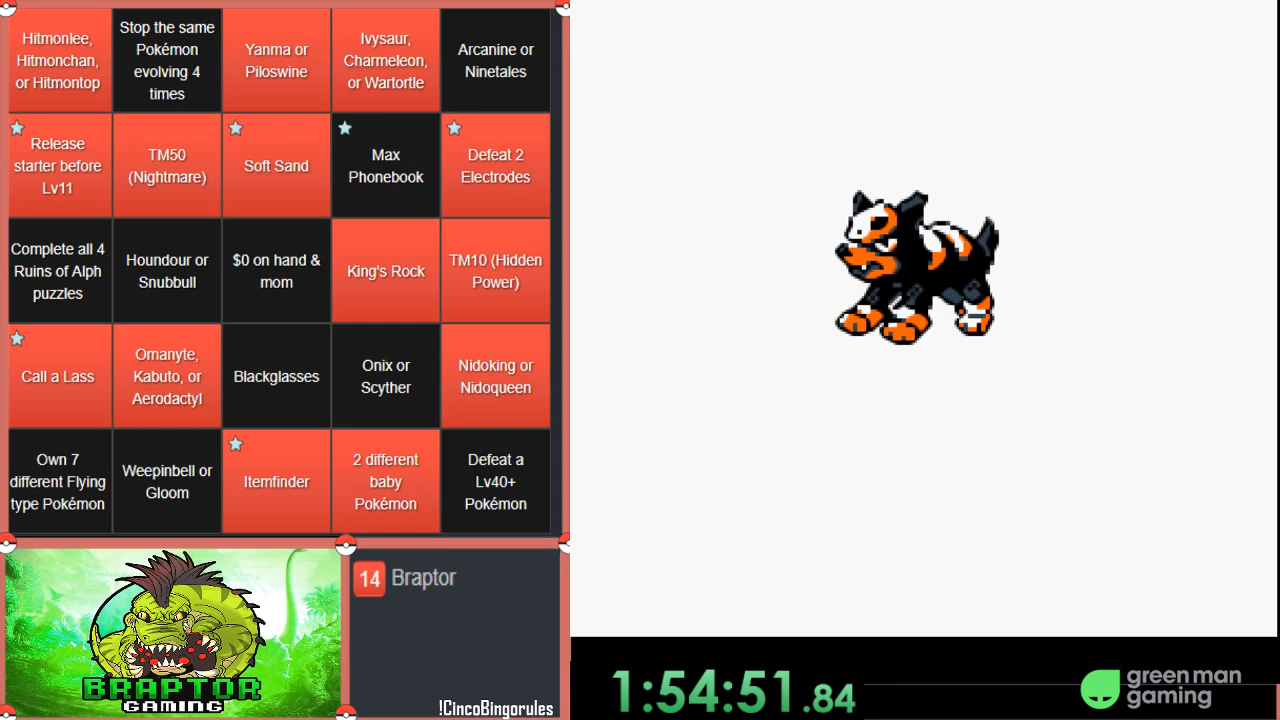 Hitmonlee,
Hitmonchan,
or Hitmontop
Stop the same
Pokémon
evolving 4
times
Yanma or
Piloswine
Ivysaur,
Charmeleon,
or Wartortle
Arcanine or
Ninetales
Release
starter before
Lv11
TM50
(Nightmare)
Soft Sand
Max
Phonebook
Defeat 2
Electrodes
Complete all 4
Ruins of Alph
puzzles
Houndour or
Snubbull
$0 on hand &
mom
King's Rock
TM10 (Hidden
Power)
Call a Lass
Omanyte,
Kabuto, or
Aerodactyl
Blackglasses
Onix or
Scyther
Nidoking or
Nidoqueen
Own 7
different Flying
type Pokémon
Weepinbell or
Gloom
Itemfinder
2 different
baby
Pokémon
Defeat a
Lv40+
Pokémon
BRAPTOR
GAMING
14 Braptor
!CincoBingorules
1:54:51.84
green man
gaming